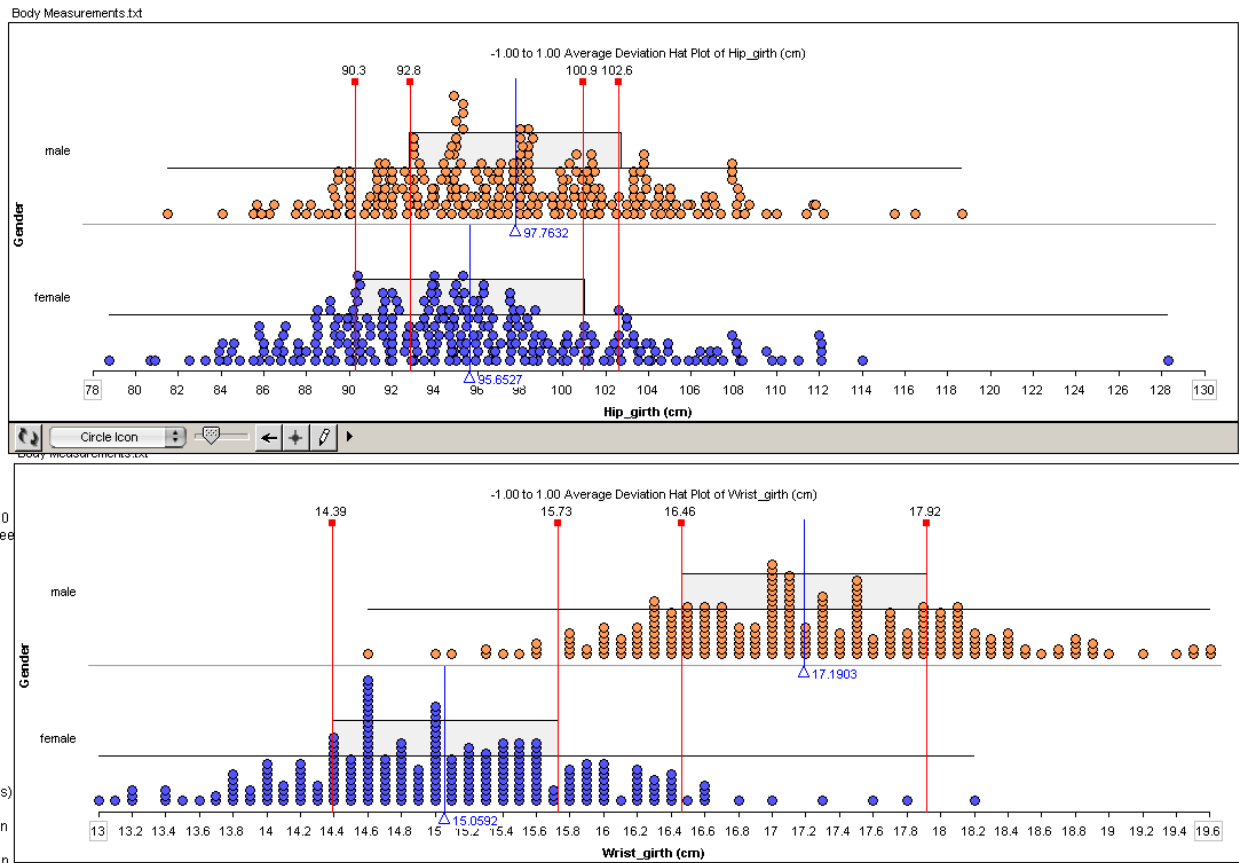 Body Measurements.txt
-1.00 to 1.00 Average Deviation Hat Plot of Hip_girth (cm)
90.3 92.8 100.9 102.6
male
97.7632
Gender
female
95.6527
78 80 82 84 86 88 90 92 94 96 98 100 102 104 106 108 110 112 114 116 118 120 122 124 126 128 130
Hip_girth (cm)
Circle Icon
Body Measurements.txt
-1.00 to 1.00 Average Deviation Hat Plot of Wrist_girth (cm)
14.39 15.73 16.46 17.92
0
ee
male
17.1903
Gender
female
s)
15.0592
n
13 13.2 13.4 13.6 13.8 14 14.2 14.4 14.6 14.8 15 15.2 15.4 15.6 15.8 16 16.2 16.4 16.6 16.8 17 17.2 17.4 17.6 17.8 18 18.2 18.4 18.6 18.8 19 19.2 19.4 19.6
Wrist_girth (cm)
n